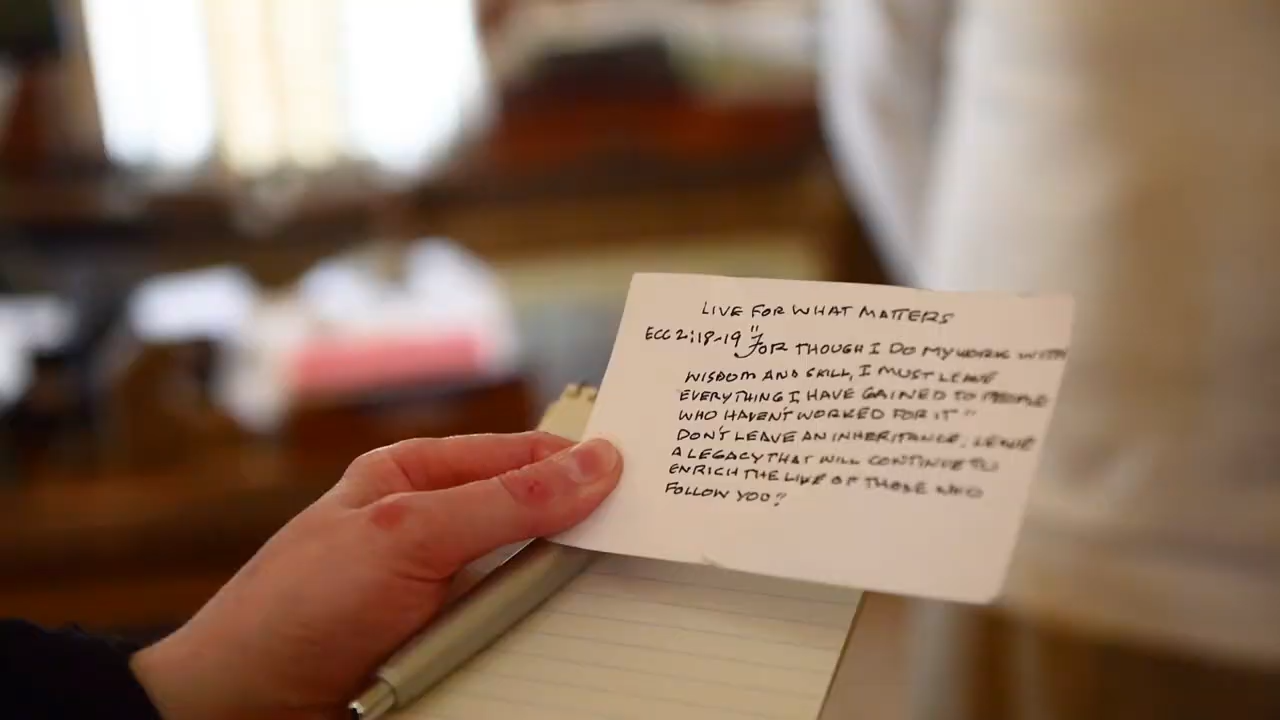 LIVE FOR WHAT MATTERS
ECC 2:18-19 "FOR THOUGH I DO MY WORK WITH
WISDOM AND SKILL, I MUST LEAVE
EVERYTHING I HAVE GAINED TO PEOPLE
WHO HAVEN'T WORKED FOR IT"
DON'T LEAVE AN INHERITANCE, LEAVE
A LEGACY THAT WILL CONTINUE TO
ENRICH THE LIVE OF THOSE WHO
FOLLOW YOU?